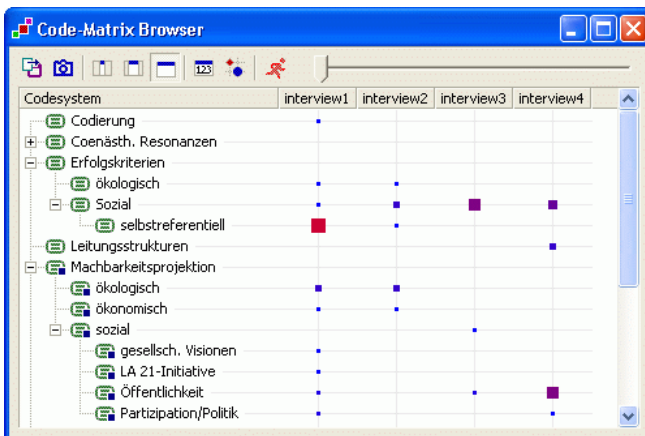 Code-Matrix Browser
123
Codesystem interview1 interview2 interview3 interview4
Codierung
Coenästh. Resonanzen
Erfolgskriterien
ökologisch
Sozial
selbstreferentiell
Leitungsstrukturen
Machbarkeitsprojektion
ökologisch
ökonomisch
sozial
gesellsch. Visionen
LA 21-Initiative
Öffentlichkeit
Partizipation/Politik